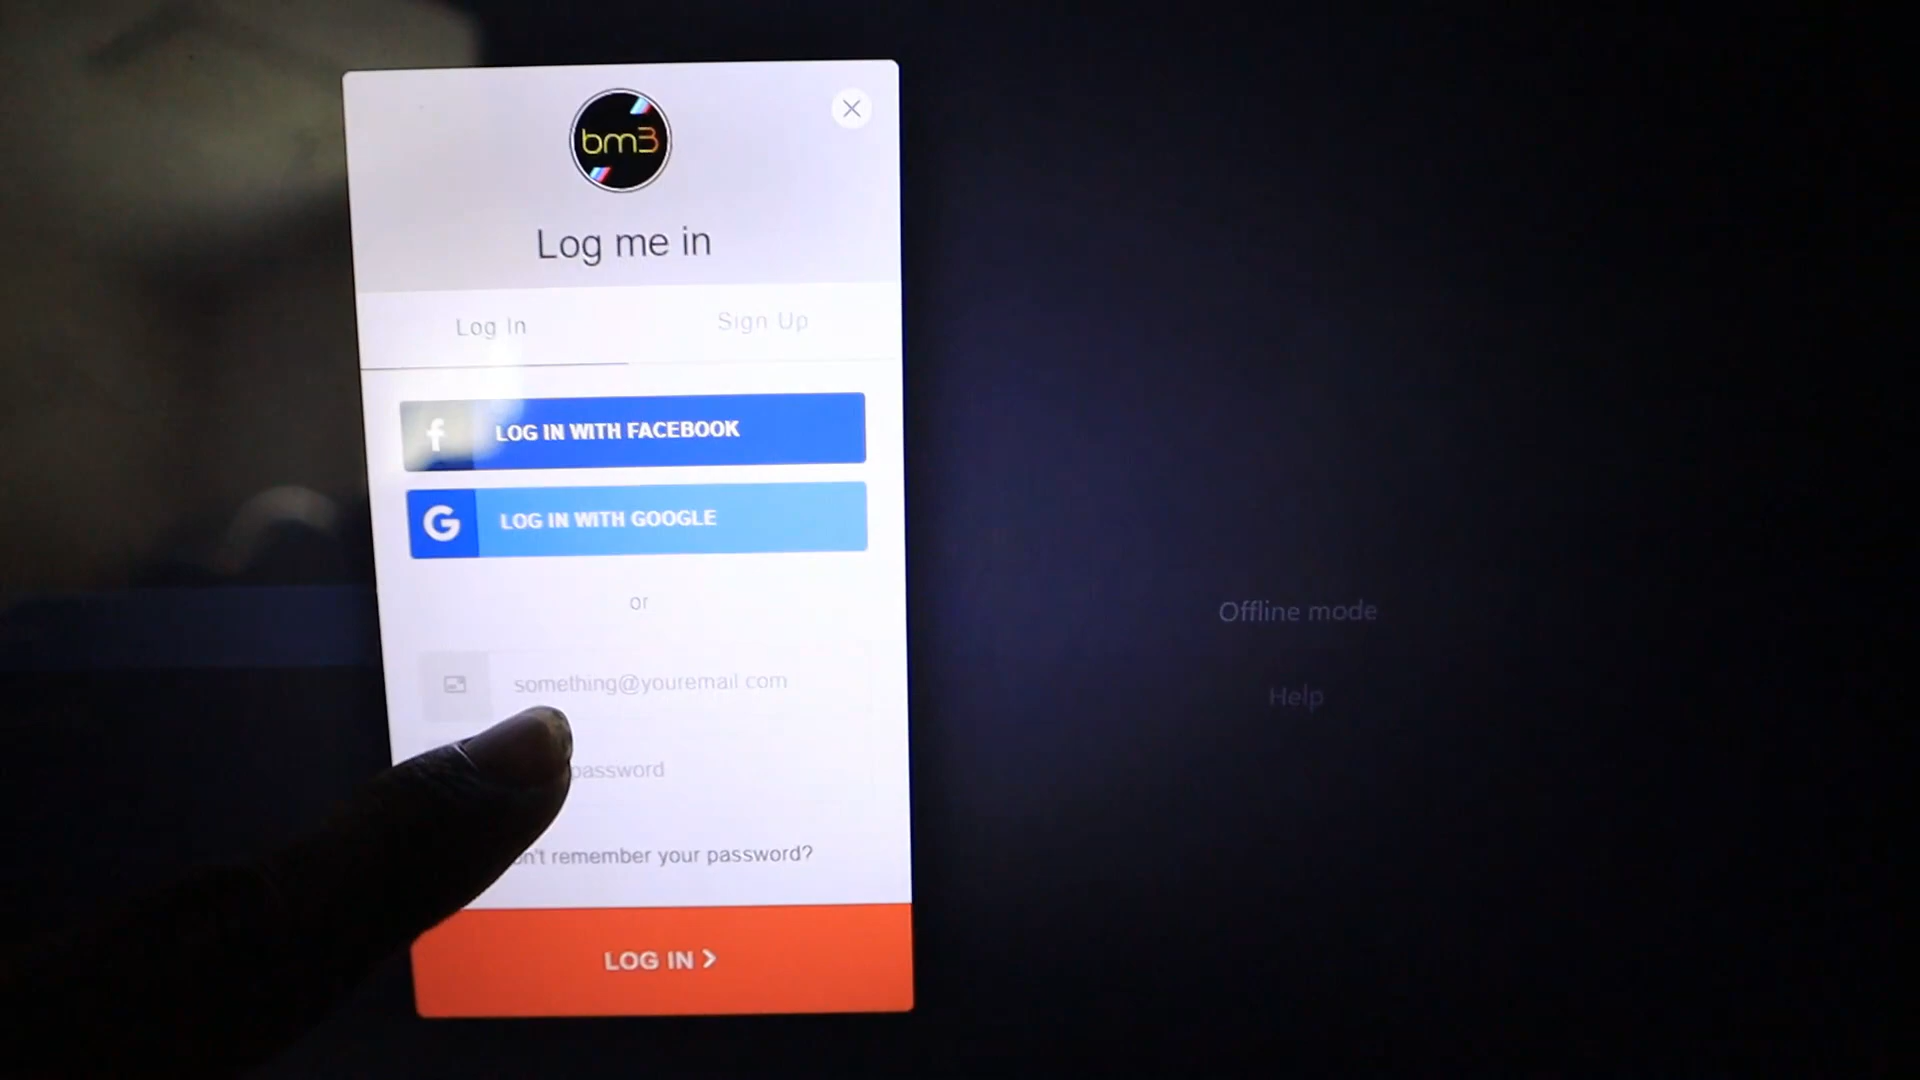 bm3
Log me in
Log In
Sign Up
f
LOG IN WITH FACEBOOK
G
LOG IN WITH GOOGLE
or
something@youremail.com
password
n't remember your password?
LOG IN >
Offline mode
Help